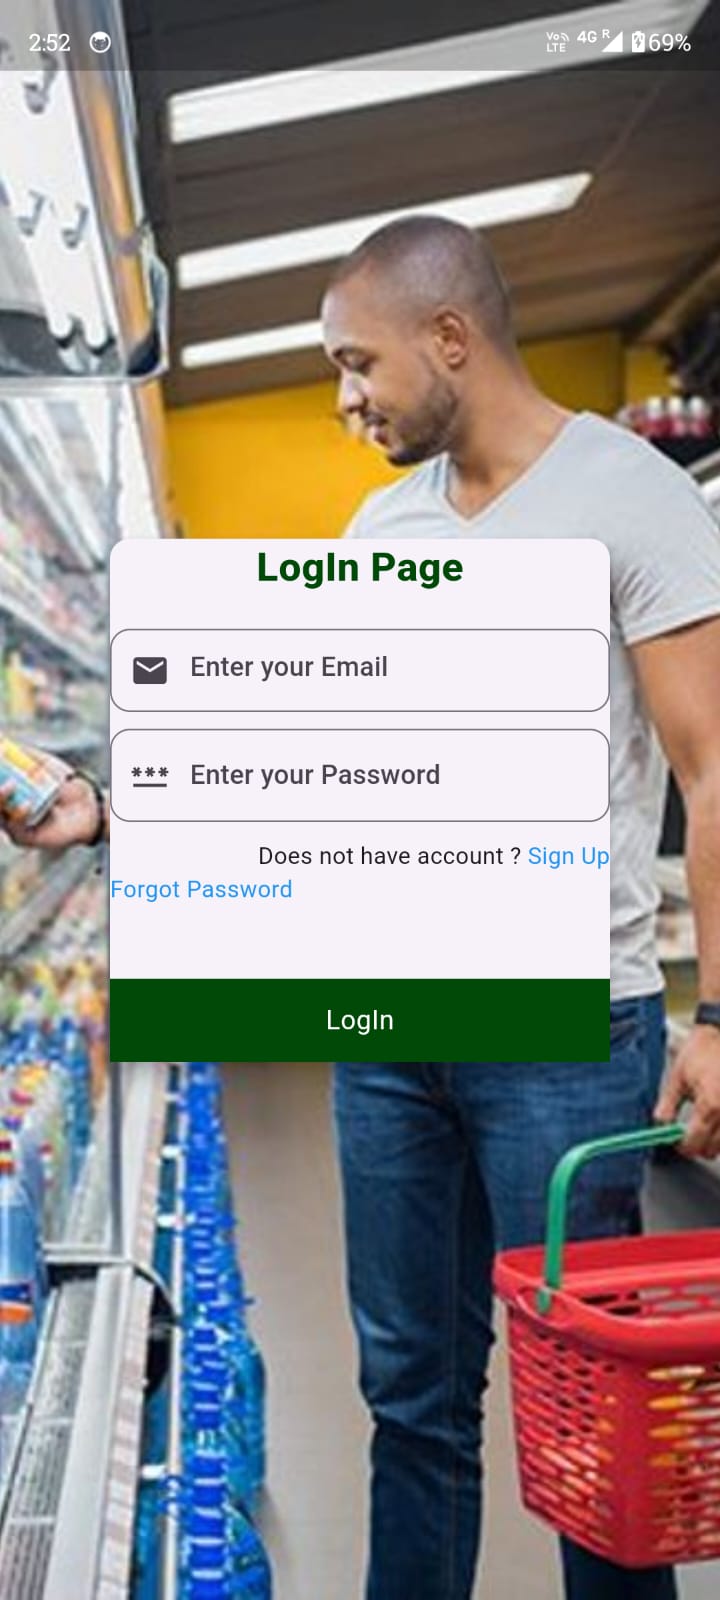 2:52 Vo LTE 4G R 69%
LogIn Page
Enter your Email
*** Enter your Password
Does not have account ? Sign Up
Forgot Password
LogIn